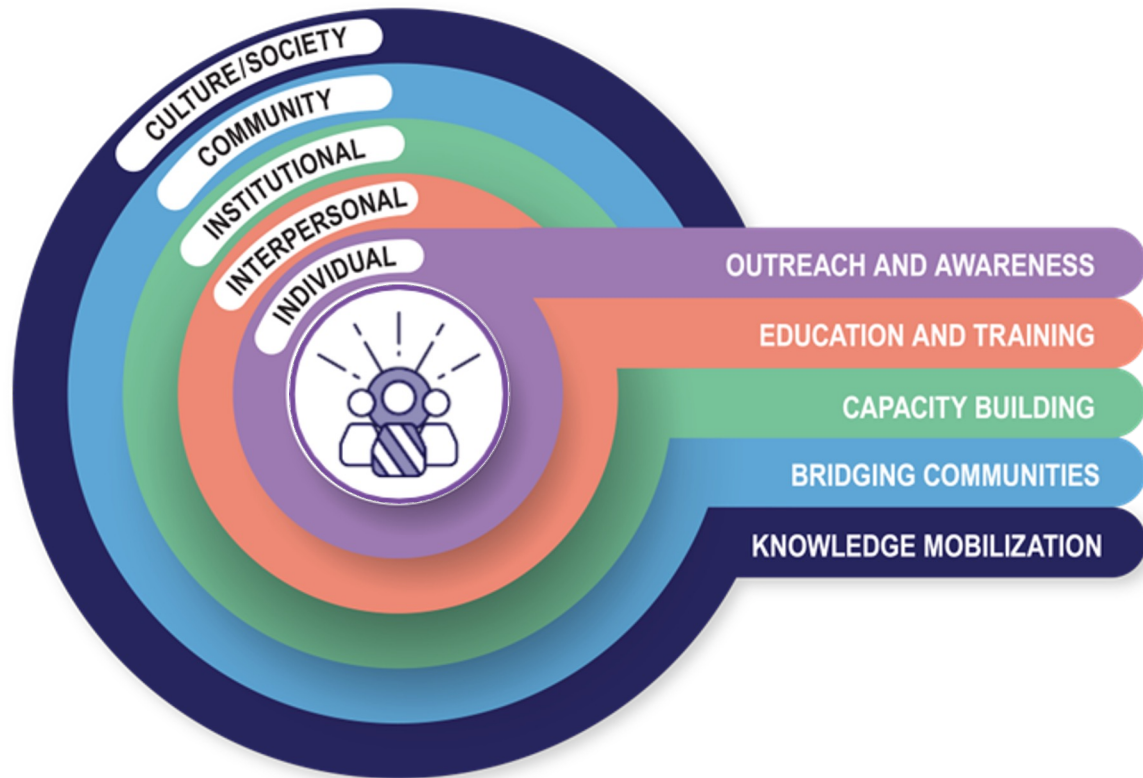 CULTURE/SOCIETY
COMMUNITY
INSTITUTIONAL
INTERPERSONAL
INDIVIDUAL
OUTREACH AND AWARENESS
EDUCATION AND TRAINING
CAPACITY BUILDING
BRIDGING COMMUNITIES
KNOWLEDGE MOBILIZATION